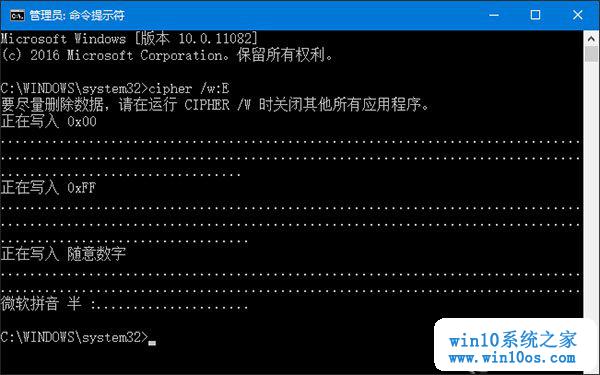 管理员: 命令提示符
Microsoft Windows [版本 10.0.11082]
(c) 2016 Microsoft Corporation。保留所有权利。
C:\WINDOWS\system32>cipher /w:E
要尽量删除数据，请在运行 CIPHER /W 时关闭其他所有应用程序。
正在写入 0x00
................................................................................
................................................................................
.................................
正在写入 0xFF
................................................................................
................................................................................
..................................
正在写入 随意数字
................................................................................
................................................................................
微软拼音 半 :.....................
C:\WINDOWS\system32>_
win10系统之家
www.win10os.com